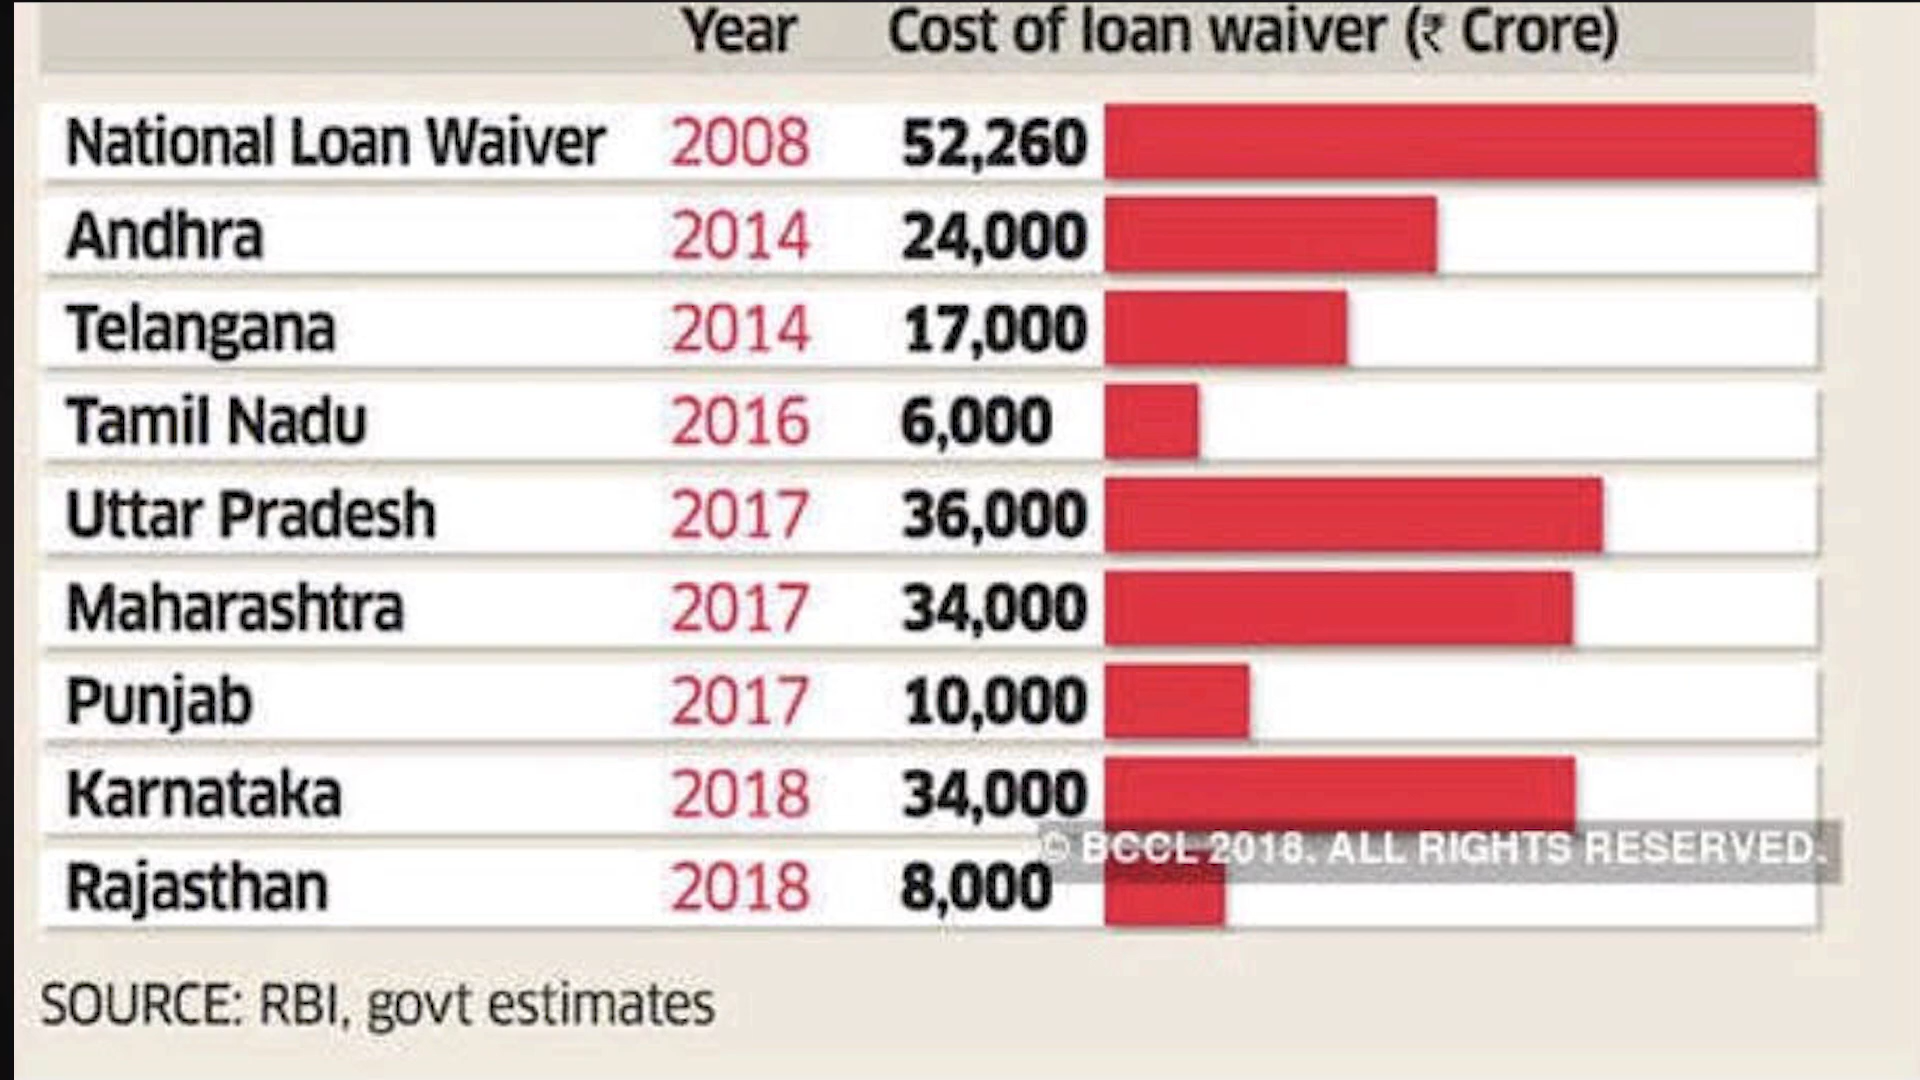 Year Cost of loan waiver (₹ Crore)
National Loan Waiver 2008 52,260
Andhra 2014 24,000
Telangana 2014 17,000
Tamil Nadu 2016 6,000
Uttar Pradesh 2017 36,000
Maharashtra 2017 34,000
Punjab 2017 10,000
Karnataka 2018 34,000
© BCCL 2018. ALL RIGHTS RESERVED.
Rajasthan 2018 8,000
SOURCE: RBI, govt estimates